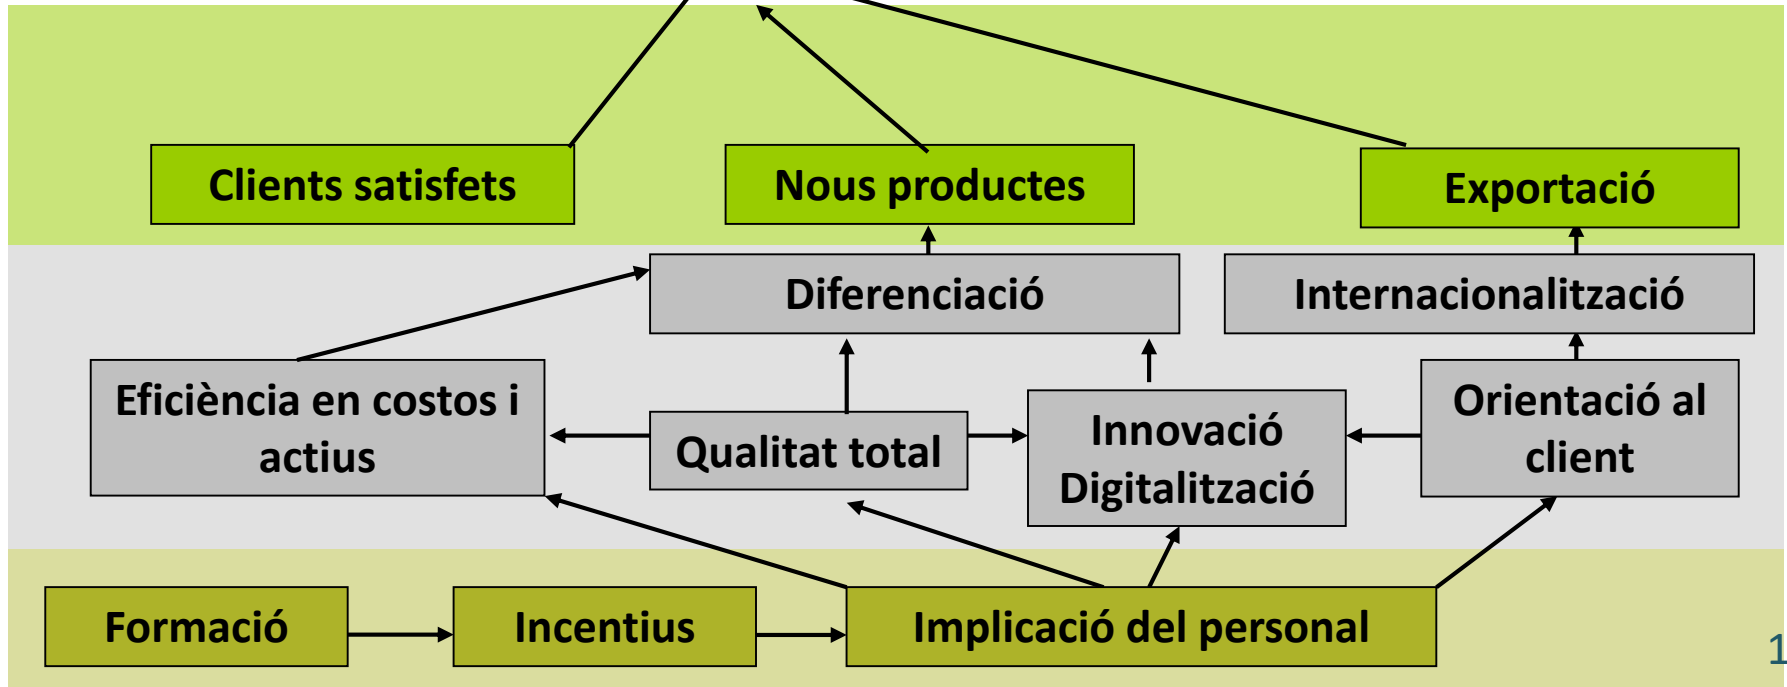 Clients satisfets
Nous productes
Exportació
Diferenciació
Internacionalització
Eficiència en costos i
actius
Qualitat total
Innovació
Digitalització
Orientació al
client
Formació
Incentius
Implicació del personal
1